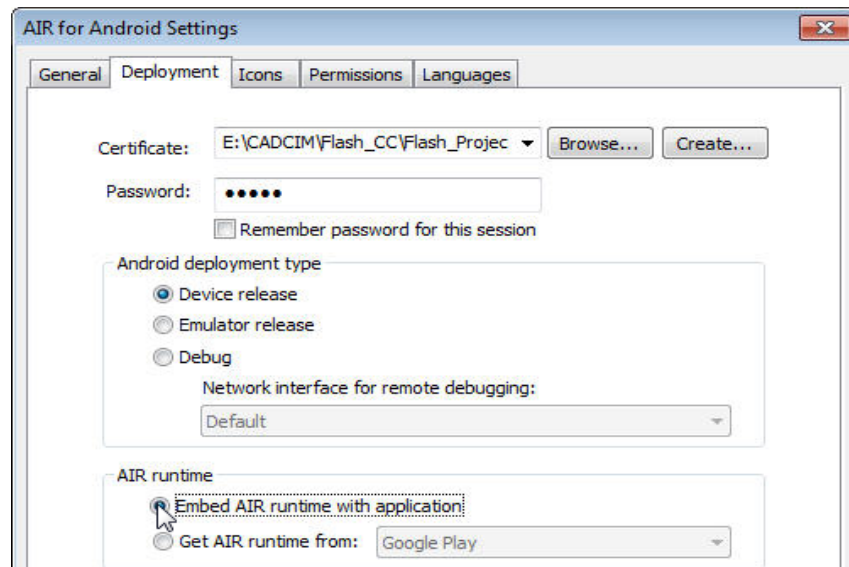 AIR for Android Settings
General Deployment Icons Permissions Languages
Certificate: E:\CADCIM\Flash_CC\Flash_Projec Browse... Create...
Password: •••••
Remember password for this session
Android deployment type
Device release
Emulator release
Debug
Network interface for remote debugging:
Default
AIR runtime
Embed AIR runtime with application
Get AIR runtime from: Google Play